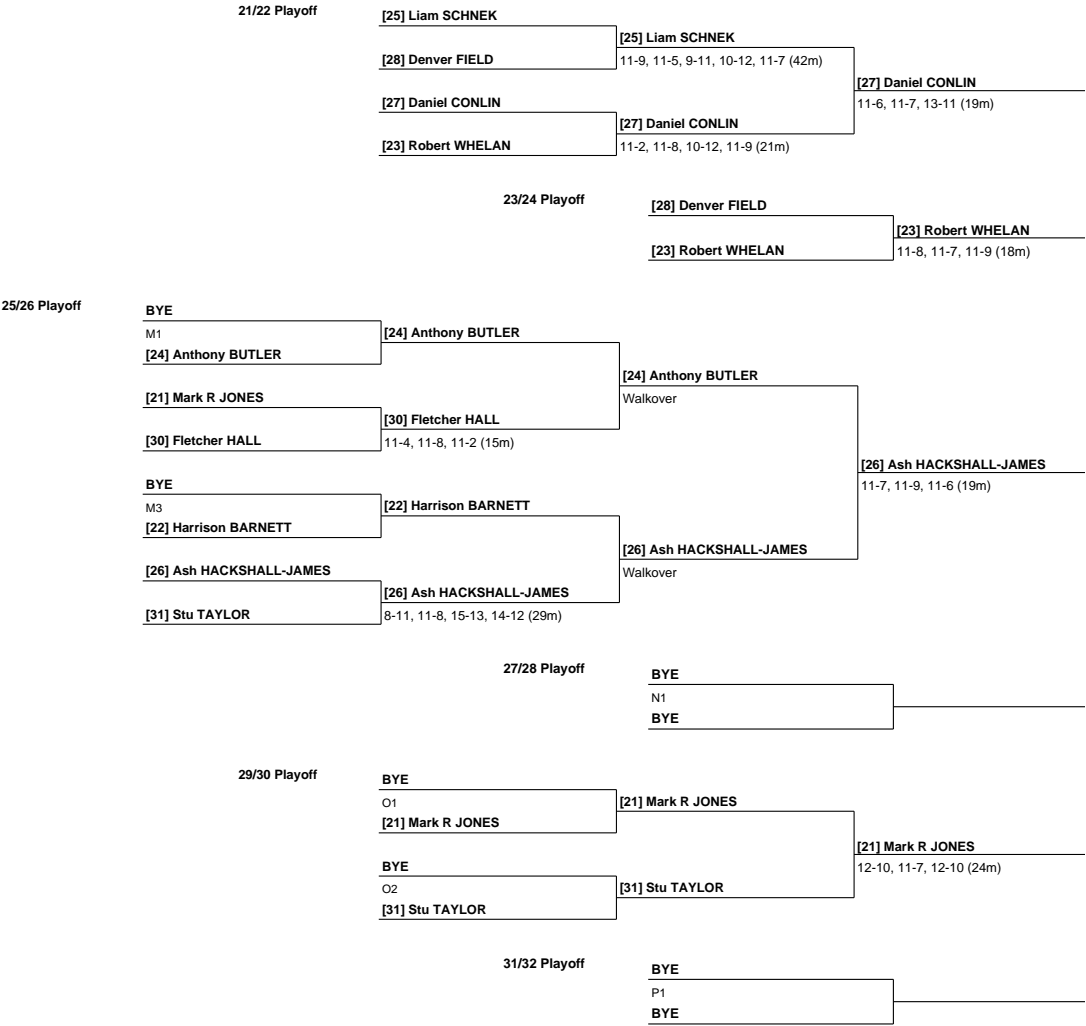 21/22 Playoff
[25] Liam SCHNEK
[25] Liam SCHNEK
[28] Denver FIELD
11-9, 11-5, 9-11, 10-12, 11-7 (42m)
[27] Daniel CONLIN
[27] Daniel CONLIN
11-6, 11-7, 13-11 (19m)
[27] Daniel CONLIN
[23] Robert WHELAN
11-2, 11-8, 10-12, 11-9 (21m)
23/24 Playoff
[28] Denver FIELD
[23] Robert WHELAN
[23] Robert WHELAN
11-8, 11-7, 11-9 (18m)
25/26 Playoff
BYE
M1
[24] Anthony BUTLER
[24] Anthony BUTLER
[24] Anthony BUTLER
Walkover
[21] Mark R JONES
[30] Fletcher HALL
[30] Fletcher HALL
11-4, 11-8, 11-2 (15m)
[26] Ash HACKSHALL-JAMES
11-7, 11-9, 11-6 (19m)
BYE
M3
[22] Harrison BARNETT
[22] Harrison BARNETT
[26] Ash HACKSHALL-JAMES
Walkover
[26] Ash HACKSHALL-JAMES
[26] Ash HACKSHALL-JAMES
[31] Stu TAYLOR
8-11, 11-8, 15-13, 14-12 (29m)
27/28 Playoff
BYE
N1
BYE
29/30 Playoff
BYE
O1
[21] Mark R JONES
[21] Mark R JONES
[21] Mark R JONES
12-10, 11-7, 12-10 (24m)
BYE
O2
[31] Stu TAYLOR
[31] Stu TAYLOR
31/32 Playoff
BYE
P1
BYE